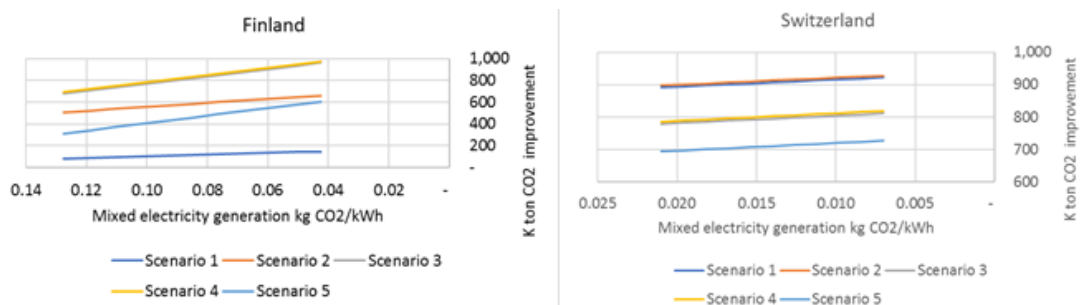 Finland
1,000
800
600
400
200
-
0.14 0.12 0.10 0.08 0.06 0.04 0.02 -
Mixed electricity generation kg CO2/kWh
K ton CO2 improvement
Scenario 1 Scenario 2 Scenario 3
Scenario 4 Scenario 5
Switzerland
1,000
900
800
700
600
0.025 0.020 0.015 0.010 0.005 -
Mixed electricity generation kg CO2/kWh
K ton CO2 improvement
Scenario 1 Scenario 2 Scenario 3
Scenario 4 Scenario 5